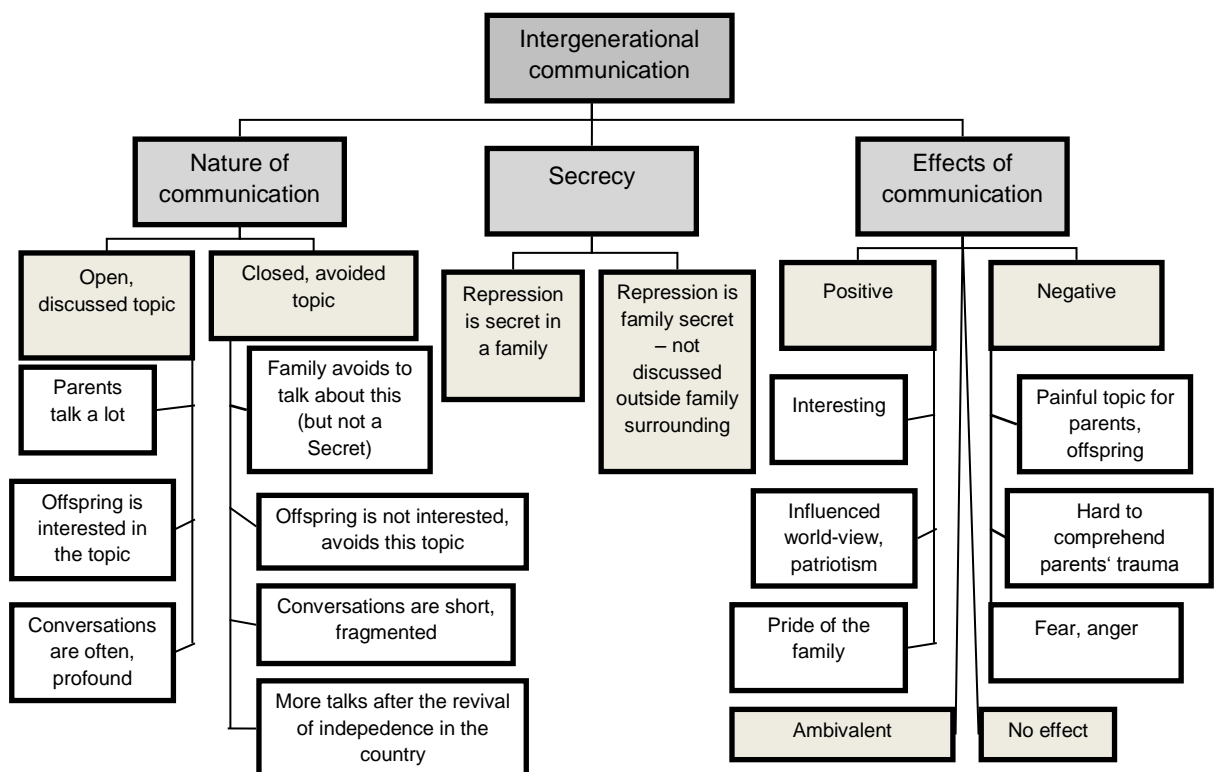 Intergenerational
communication
Nature of
communication
Secrecy
Effects of
communication
Open,
discussed topic
Closed, avoided
topic
Repression
is secret in
a family
Repression is
family secret
– not
discussed
outside family
surrounding
Positive
Negative
Parents
talk a lot
Family avoids to
talk about this
(but not a
Secret)
Interesting
Painful topic for
parents,
offspring
Offspring is
interested in
the topic
Offspring is not interested,
avoids this topic
Influenced
world-view,
patriotism
Hard to
comprehend
parents‘ trauma
Conversations
are often,
profound
Conversations are short,
fragmented
Pride of the
family
Fear, anger
More talks after the revival
of indepedence in the
country
Ambivalent
No effect